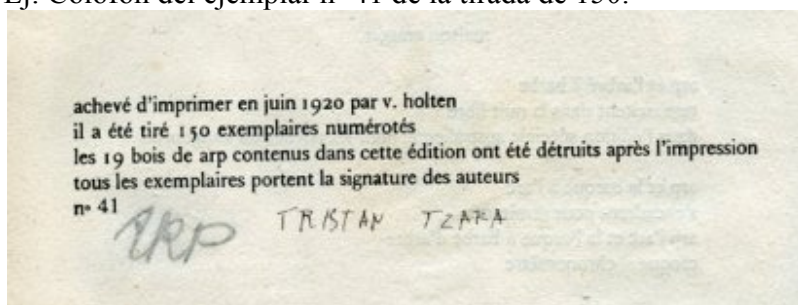 Ej. Colofón del ejemplar nº 41 de la tirada de 150.
achevé d'imprimer en juin 1920 par v. holten
il a été tiré 150 exemplaires numérotés
les 19 bois de arp contenus dans cette édition ont été détruits après l'impression
tous les exemplaires portent la signature des auteurs
nº 41
ARP TRISTAN TZARA